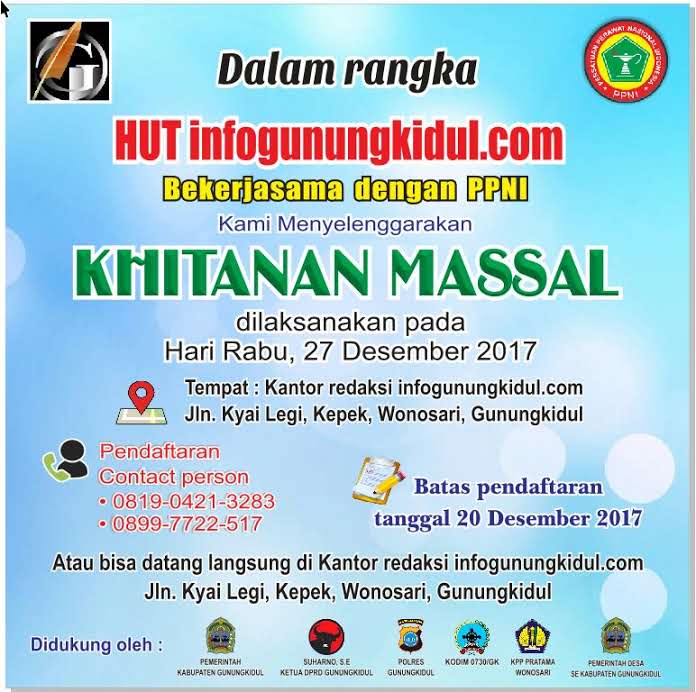 Dalam rangka
PERSATUAN PERAWAT NASIONAL INDONESIA
PPNI
HUT infogunungkidul.com
Bekerjasama dengan PPNI
Kami Menyelenggarakan
KHITANAN MASSAL
dilaksanakan pada
Hari Rabu, 27 Desember 2017
Tempat : Kantor redaksi infogunungkidul.com
Jln. Kyai Legi, Kepek, Wonosari, Gunungkidul
Pendaftaran
Contact person
• 0819-0421-3283
• 0899-7722-517
Batas pendaftaran
tanggal 20 Desember 2017
Atau bisa datang langsung di Kantor redaksi infogunungkidul.com
Jln. Kyai Legi, Kepek, Wonosari, Gunungkidul
Didukung oleh :
PEMERINTAH
KABUPATEN GUNUNGKIDUL
SUHARNO, S.E
KETUA DPRD GUNUNGKIDUL
POLRES
GUNUNGKIDUL
KODIM 0730/GK
KPP PRATAMA
WONOSARI
PEMERINTAH DESA
SE KABUPATEN GUNUNGKIDUL